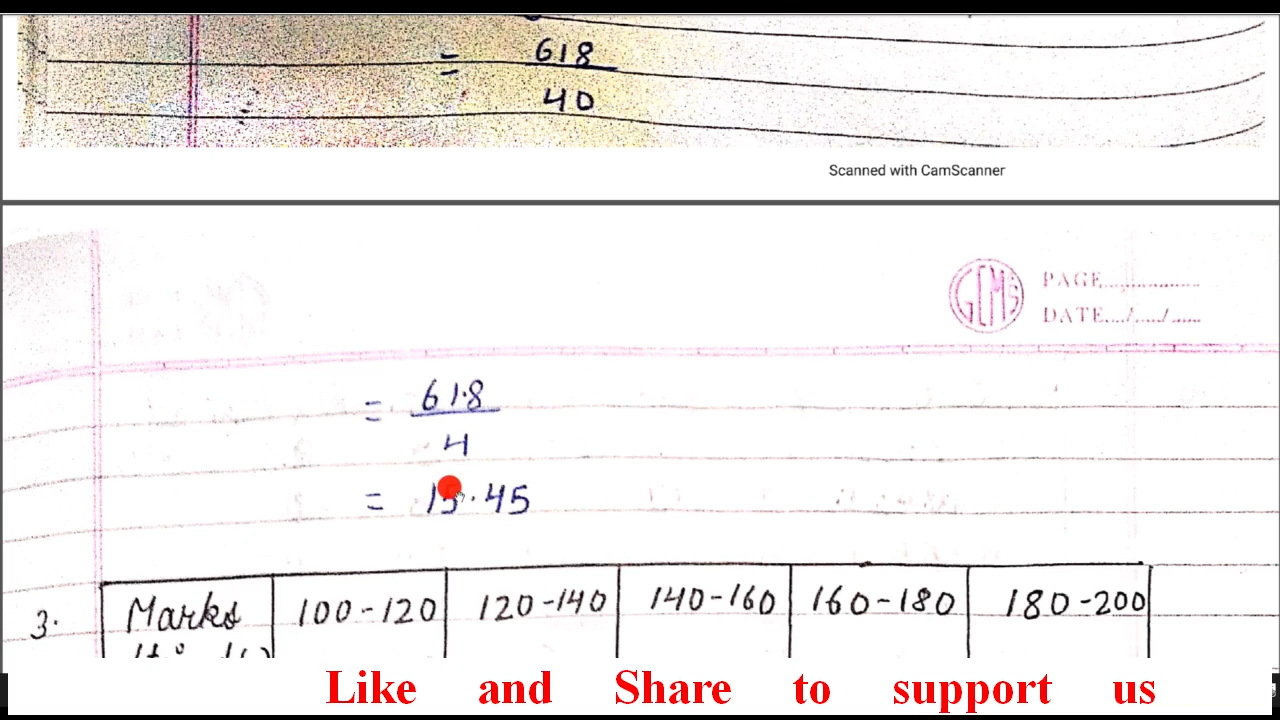 = 618
40
Scanned with CamScanner
GEMS
PAGE
DATE..../...../......
= 61.8
4
= 15.45
3. Marks 100-120 120-140 140-160 160-180 180-200
Like and Share to support us